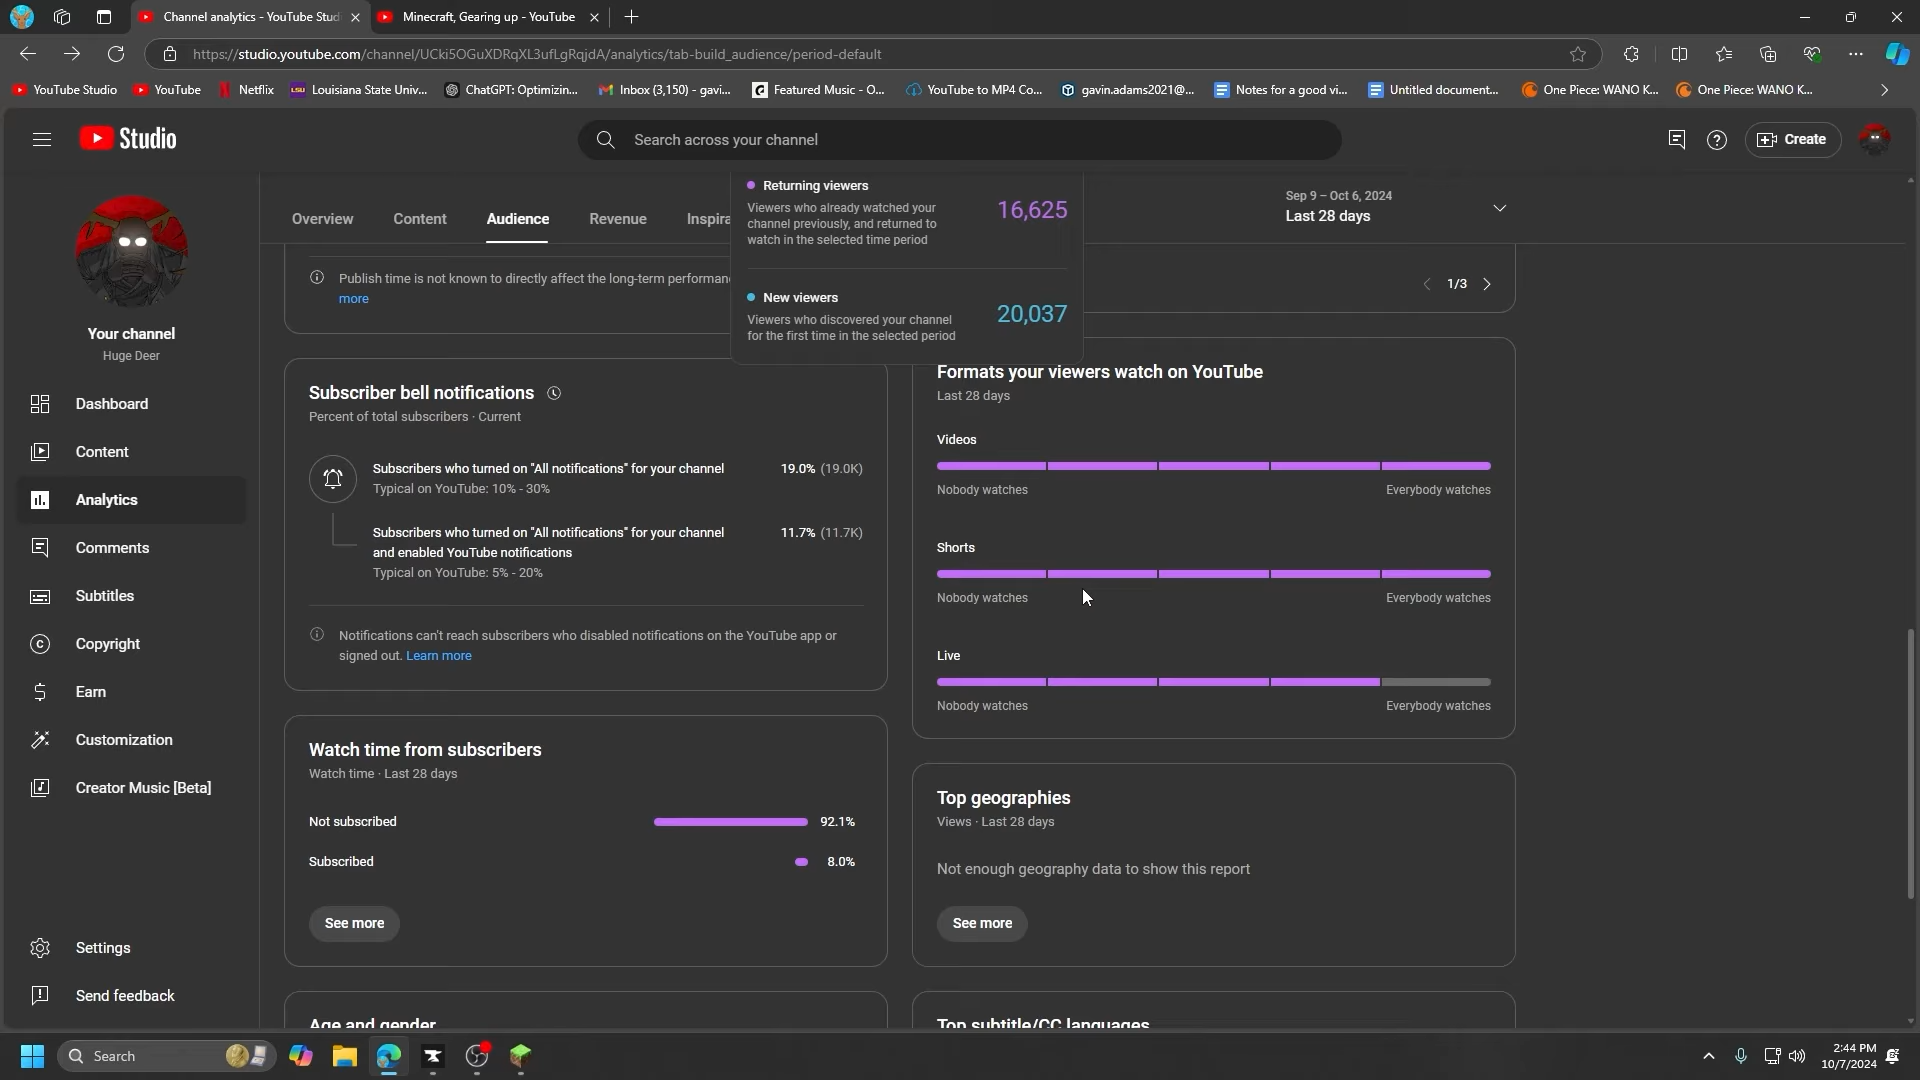 Channel analytics - YouTube Stud
Minecraft, Gearing up - YouTube
https://studio.youtube.com/channel/UCki5OGuXDRqXL3ufLgRqjdA/analytics/tab-build_audience/period-default
YouTube Studio
YouTube
Netflix
LSU
Louisiana State Univ...
ChatGPT: Optimizin...
Inbox (3,150) - gavi...
Featured Music - O...
YouTube to MP4 Co...
gavin.adams2021@...
Notes for a good vi...
Untitled document...
One Piece: WANO K...
One Piece: WANO K...
Studio
Search across your channel
Create
Your channel
Huge Deer
Dashboard
Content
Analytics
Comments
Subtitles
Copyright
Earn
Customization
Creator Music [Beta]
Settings
Send feedback
Overview
Content
Audience
Revenue
Inspira
Sep 9 – Oct 6, 2024
Last 28 days
Returning viewers
Viewers who already watched your
channel previously, and returned to
watch in the selected time period
16,625
New viewers
Viewers who discovered your channel
for the first time in the selected period
20,037
Publish time is not known to directly affect the long-term performan
more
1/3
Subscriber bell notifications
Percent of total subscribers · Current
Subscribers who turned on "All notifications" for your channel
19.0% (19.0K)
Typical on YouTube: 10% - 30%
Subscribers who turned on "All notifications" for your channel
and enabled YouTube notifications
11.7% (11.7K)
Typical on YouTube: 5% - 20%
Notifications can't reach subscribers who disabled notifications on the YouTube app or
signed out. Learn more
Formats your viewers watch on YouTube
Last 28 days
Videos
Nobody watches
Everybody watches
Shorts
Nobody watches
Everybody watches
Live
Nobody watches
Everybody watches
Watch time from subscribers
Watch time · Last 28 days
Not subscribed
92.1%
Subscribed
8.0%
See more
Top geographies
Views · Last 28 days
Not enough geography data to show this report
See more
Age and gender
Top subtitle/CC languages
Search
2:44 PM
10/7/2024